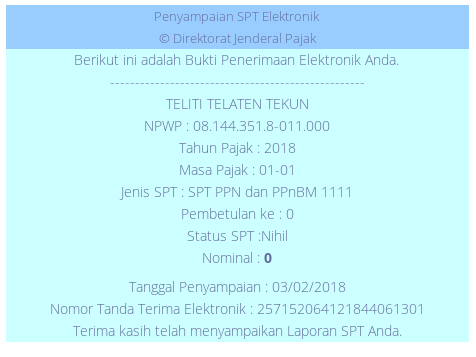 Penyampaian SPT Elektronik
© Direktorat Jenderal Pajak
Berikut ini adalah Bukti Penerimaan Elektronik Anda.
---------------------------------------------------
TELITI TELATEN TEKUN
NPWP : 08.144.351.8-011.000
Tahun Pajak : 2018
Masa Pajak : 01-01
Jenis SPT : SPT PPN dan PPnBM 1111
Pembetulan ke : 0
Status SPT :Nihil
Nominal : 0
Tanggal Penyampaian : 03/02/2018
Nomor Tanda Terima Elektronik : 257152064121844061301
Terima kasih telah menyampaikan Laporan SPT Anda.